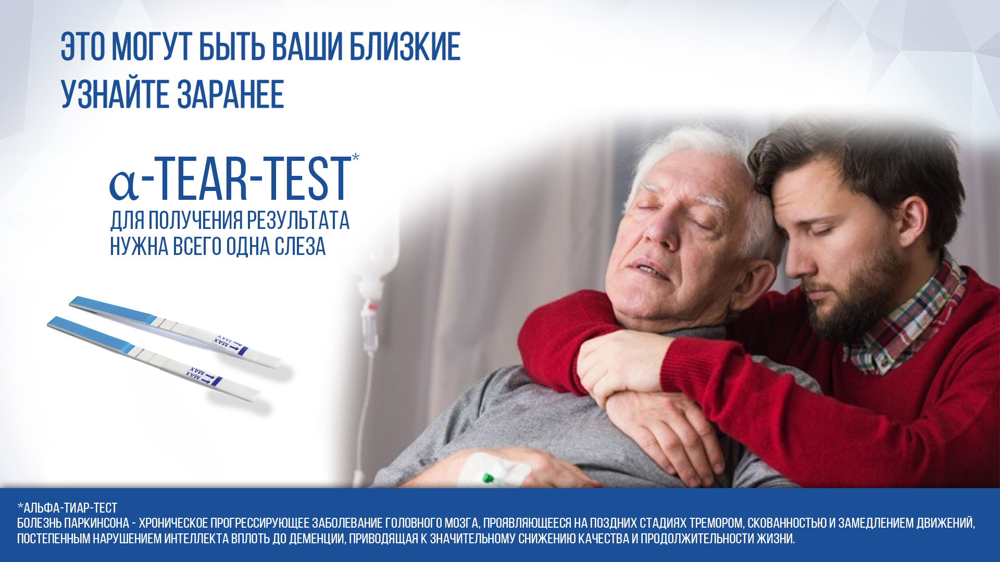 ЭТО МОГУТ БЫТЬ ВАШИ БЛИЗКИЕ
УЗНАЙТЕ ЗАРАНЕЕ
α-TEAR-TEST*
ДЛЯ ПОЛУЧЕНИЯ РЕЗУЛЬТАТА
НУЖНА ВСЕГО ОДНА СЛЕЗА
MAX
MAX
MAX
MAX
*АЛЬФА-ТИАР-ТЕСТ
БОЛЕЗНЬ ПАРКИНСОНА - ХРОНИЧЕСКОЕ ПРОГРЕССИРУЮЩЕЕ ЗАБОЛЕВАНИЕ ГОЛОВНОГО МОЗГА, ПРОЯВЛЯЮЩЕЕСЯ НА ПОЗДНИХ СТАДИЯХ ТРЕМОРОМ, СКОВАННОСТЬЮ И ЗАМЕДЛЕНИЕМ ДВИЖЕНИЙ,
ПОСТЕПЕННЫМ НАРУШЕНИЕМ ИНТЕЛЛЕКТА ВПЛОТЬ ДО ДЕМЕНЦИИ, ПРИВОДЯЩАЯ К ЗНАЧИТЕЛЬНОМУ СНИЖЕНИЮ КАЧЕСТВА И ПРОДОЛЖИТЕЛЬНОСТИ ЖИЗНИ.